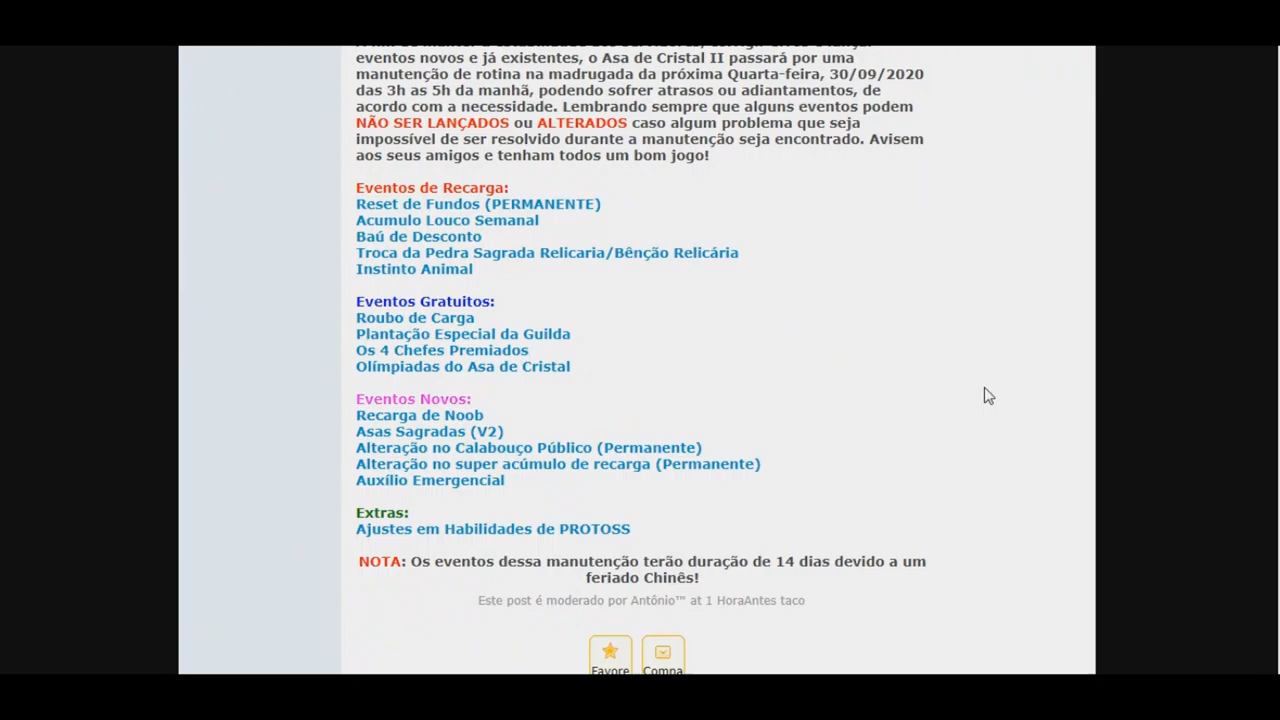 eventos novos e já existentes, o Asa de Cristal II passará por uma
manutenção de rotina na madrugada da próxima Quarta-feira, 30/09/2020
das 3h as 5h da manhã, podendo sofrer atrasos ou adiantamentos, de
acordo com a necessidade. Lembrando sempre que alguns eventos podem
NÃO SER LANÇADOS ou ALTERADOS caso algum problema que seja
impossível de ser resolvido durante a manutenção seja encontrado. Avisem
aos seus amigos e tenham todos um bom jogo!
Eventos de Recarga:
Reset de Fundos (PERMANENTE)
Acumulo Louco Semanal
Baú de Desconto
Troca da Pedra Sagrada Relicaria/Bênção Relicária
Instinto Animal
Eventos Gratuitos:
Roubo de Carga
Plantação Especial da Guilda
Os 4 Chefes Premiados
Olímpiadas do Asa de Cristal
Eventos Novos:
Recarga de Noob
Asas Sagradas (V2)
Alteração no Calabouço Público (Permanente)
Alteração no super acúmulo de recarga (Permanente)
Auxílio Emergencial
Extras:
Ajustes em Habilidades de PROTOSS
NOTA: Os eventos dessa manutenção terão duração de 14 dias devido a um
feriado Chinês!
Este post é moderado por Antônio™ at 1 HoraAntes taco
Favore Compa